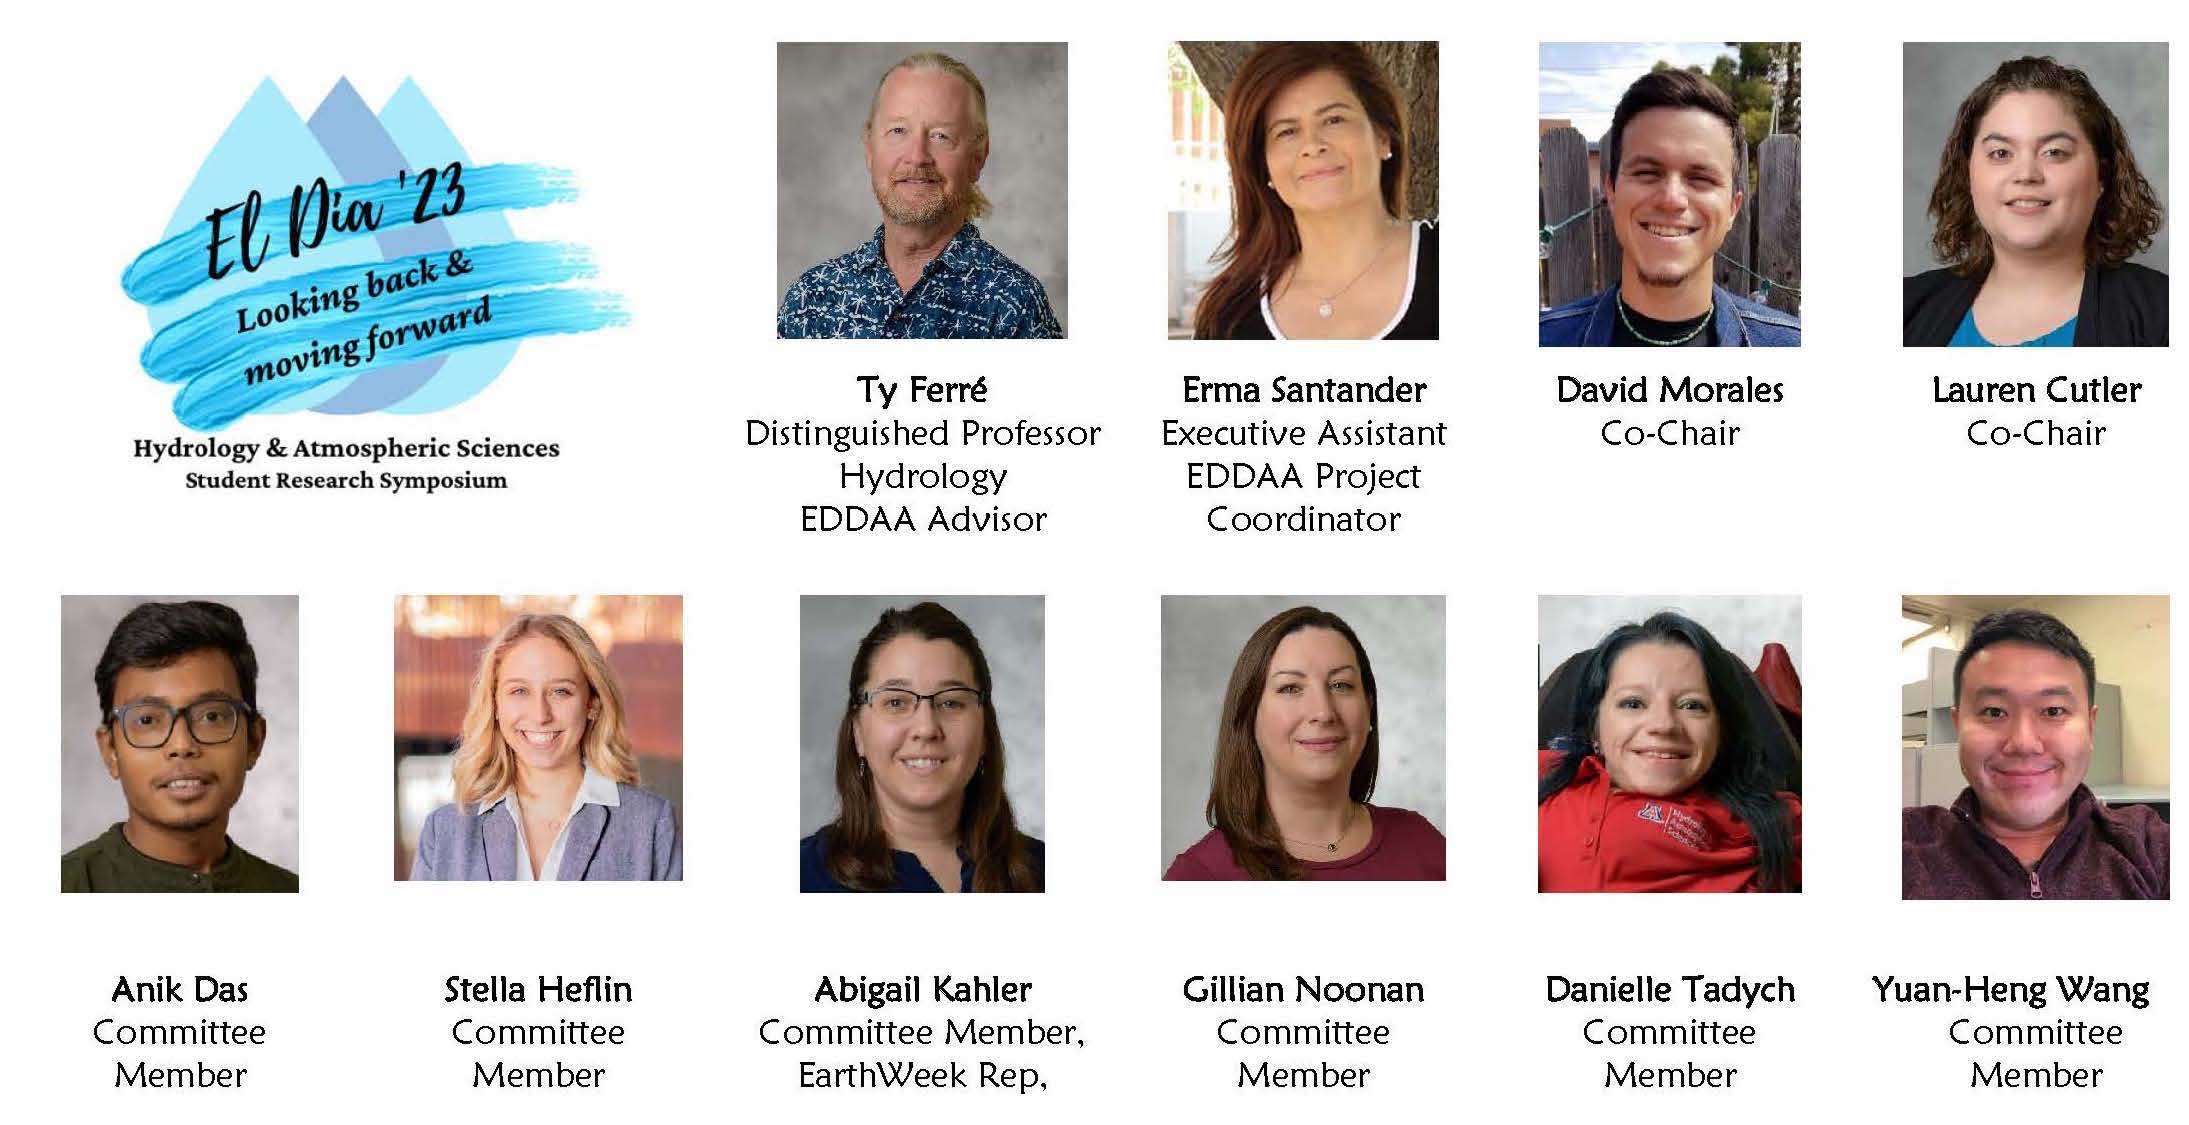 El Día '23
Looking back &
moving forward
Hydrology & Atmospheric Sciences
Student Research Symposium
Ty Ferré
Distinguished Professor
Hydrology
EDDAA Advisor
Erma Santander
Executive Assistant
EDDAA Project
Coordinator
David Morales
Co-Chair
Lauren Cutler
Co-Chair
Anik Das
Committee
Member
Stella Heflin
Committee
Member
Abigail Kahler
Committee Member,
EarthWeek Rep,
Gillian Noonan
Committee
Member
Danielle Tadych
Committee
Member
A
Hydrology
Yuan-Heng Wang
Committee
Member